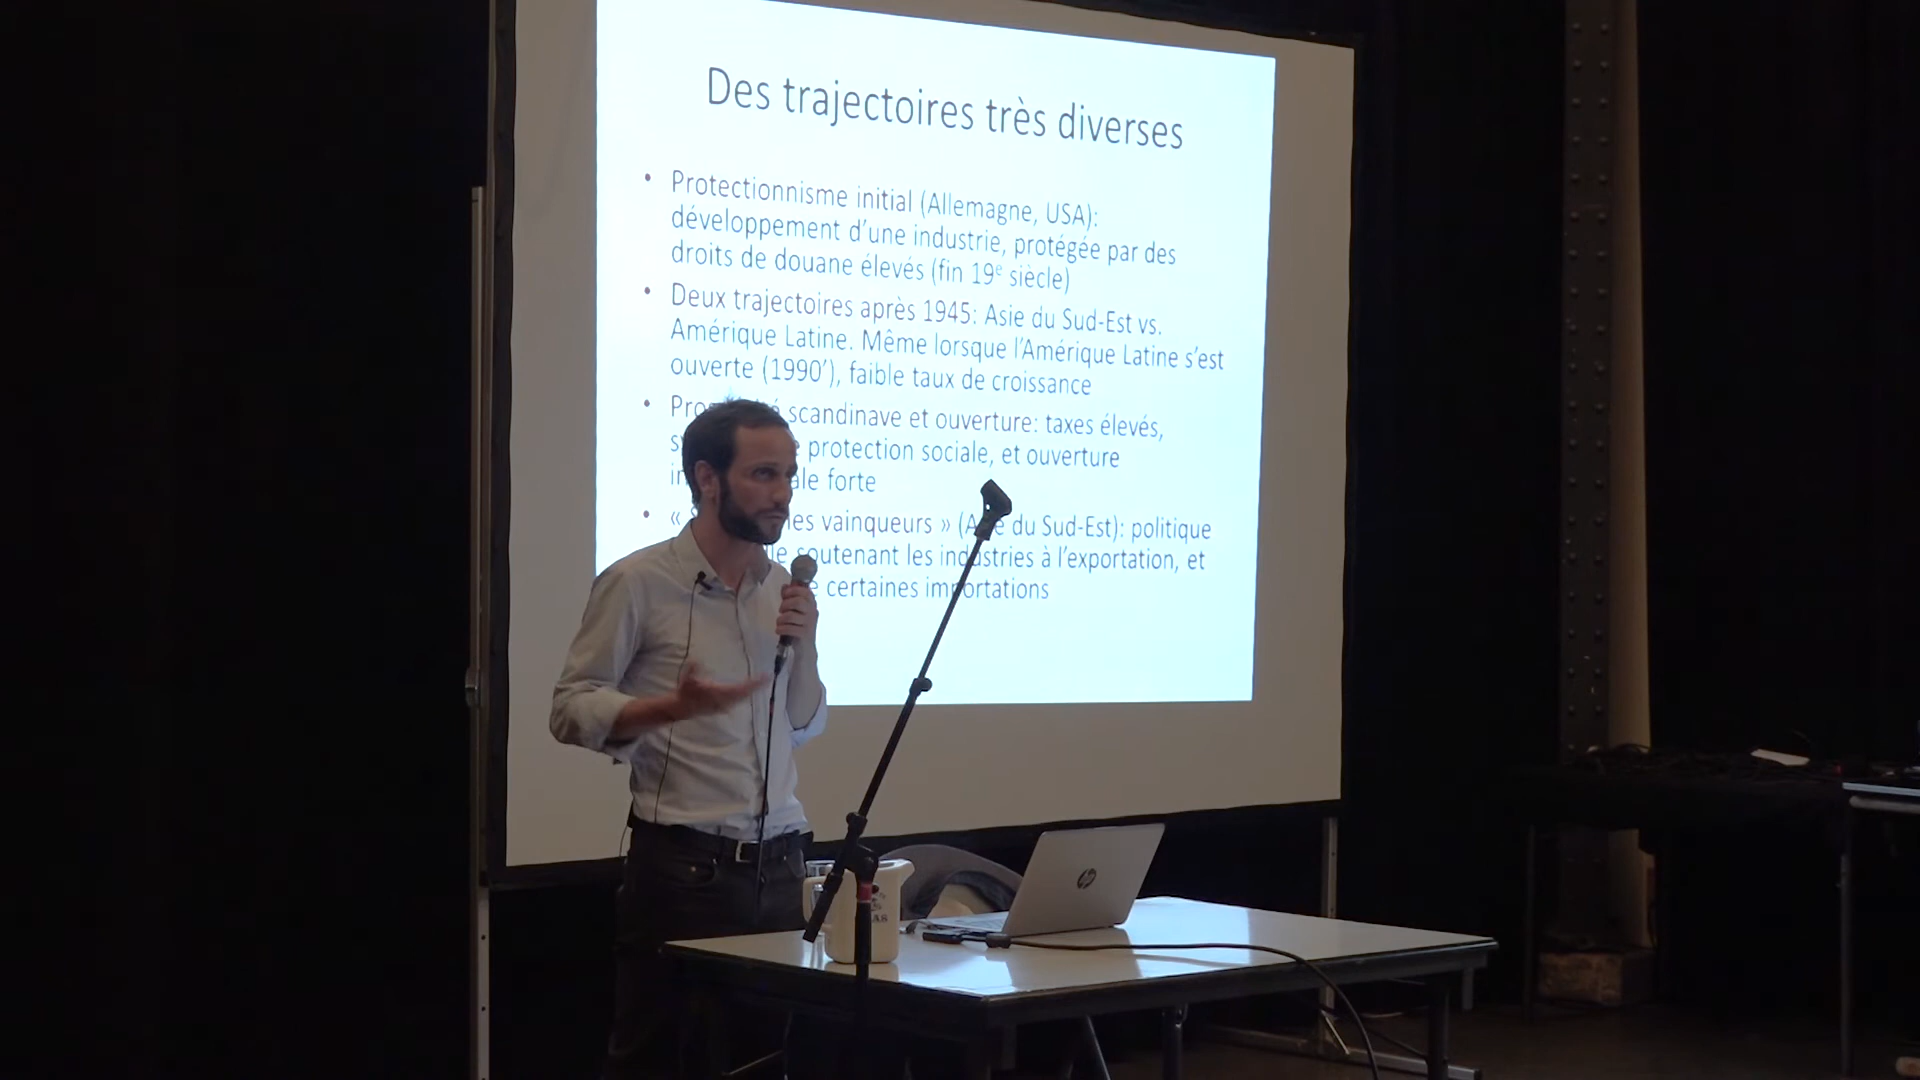 Des trajectoires très diverses
• Protectionnisme initial (Allemagne, USA):
développement d’une industrie, protégée par des
droits de douane élevés (fin 19e siècle)
• Deux trajectoires après 1945: Asie du Sud-Est vs.
Amérique Latine. Même lorsque l’Amérique Latine s’est
ouverte (1990’), faible taux de croissance
• scandinave et ouverture: taxes élevés,
protection sociale, et ouverture
forte
• « vainqueurs » (Asie du Sud-Est): politique
soutenant les industries à l’exportation, et
certaines importations
hp